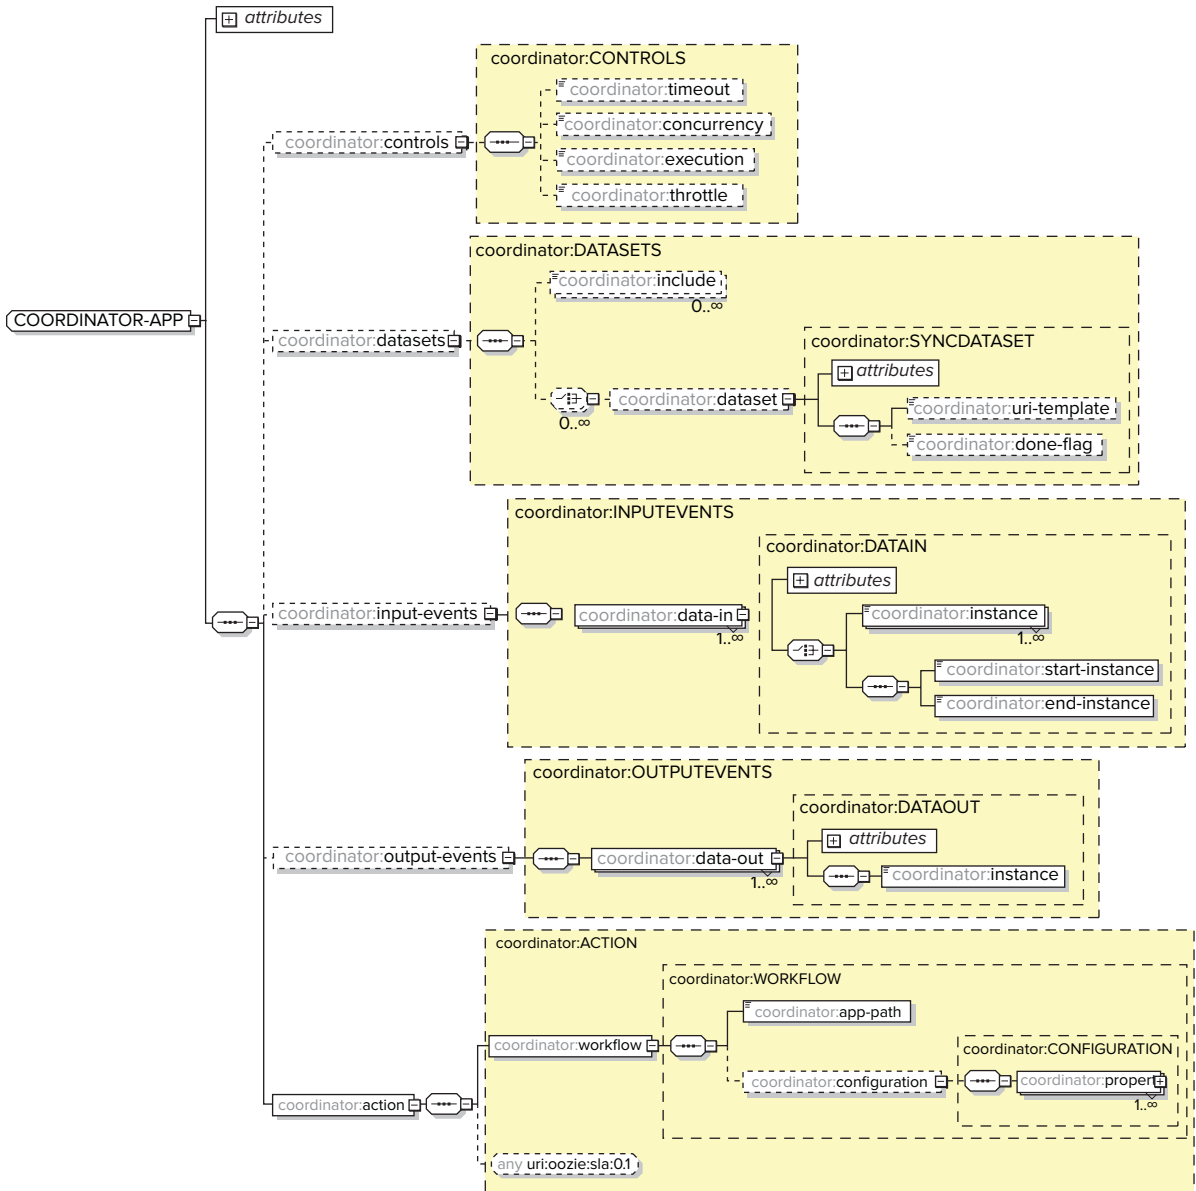 attributes
coordinator:CONTROLS
coordinator:timeout
coordinator:concurrency
coordinator:controls
coordinator:execution
coordinator:throttle
coordinator:DATASETS
coordinator:include
0..∞
COORDINATOR-APP
coordinator:datasets
coordinator:SYNCDATASET
attributes
coordinator:dataset
0..∞
coordinator:uri-template
coordinator:done-flag
coordinator:INPUTEVENTS
coordinator:DATAIN
attributes
coordinator:input-events
coordinator:data-in
1..∞
coordinator:instance
1..∞
coordinator:start-instance
coordinator:end-instance
coordinator:OUTPUTEVENTS
coordinator:DATAOUT
attributes
coordinator:output-events
coordinator:data-out
1..∞
coordinator:instance
coordinator:ACTION
coordinator:WORKFLOW
coordinator:app-path
coordinator:workflow
coordinator:CONFIGURATION
coordinator:configuration
coordinator:propert
1..∞
coordinator:action
any uri:oozie:sla:0.1